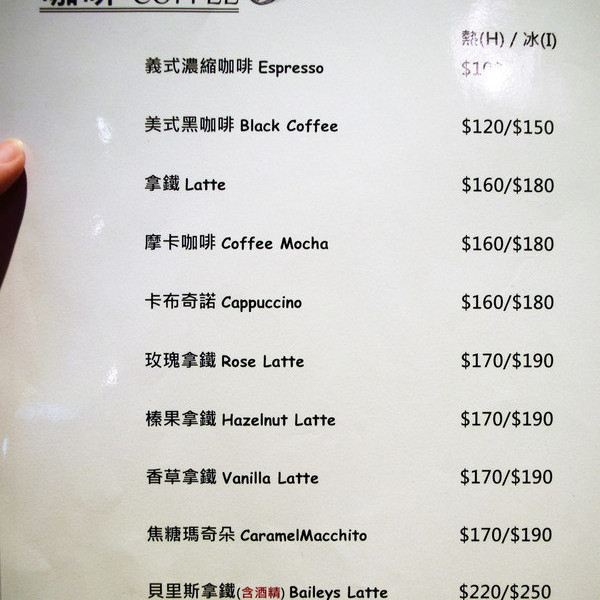 咖啡 COFFEE
熱(H) / 冰(I)
義式濃縮咖啡 Espresso
美式黑咖啡 Black Coffee $120/$150
拿鐵 Latte $160/$180
摩卡咖啡 Coffee Mocha $160/$180
卡布奇諾 Cappuccino $160/$180
玫瑰拿鐵 Rose Latte $170/$190
榛果拿鐵 Hazelnut Latte $170/$190
香草拿鐵 Vanilla Latte $170/$190
焦糖瑪奇朵 CaramelMacchito $170/$190
貝里斯拿鐵(含酒精) Baileys Latte $220/$250